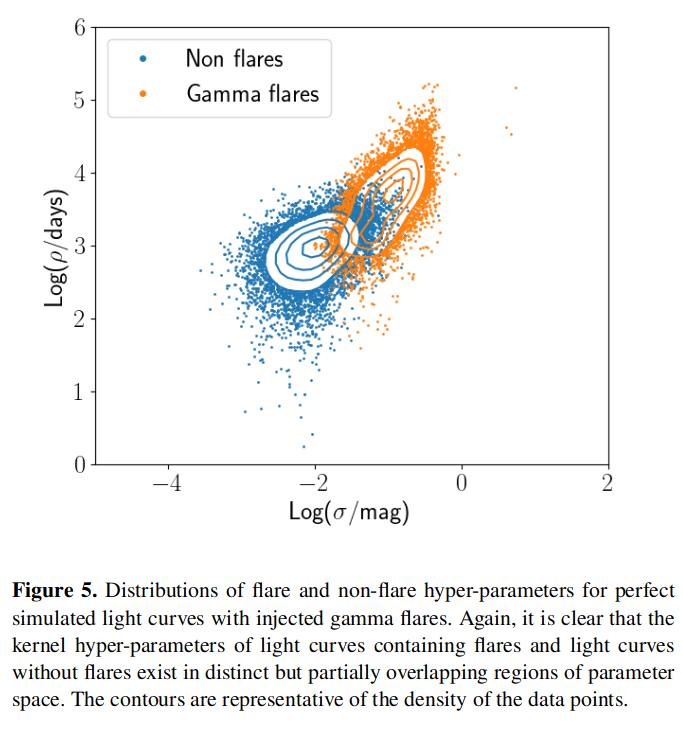 6
Non flares
Gamma flares
5
4
3
2
1
0
Log(ρ/days)
−4
−2
0
2
Log(σ/mag)
Figure 5. Distributions of flare and non-flare hyper-parameters for perfect
simulated light curves with injected gamma flares. Again, it is clear that the
kernel hyper-parameters of light curves containing flares and light curves
without flares exist in distinct but partially overlapping regions of parameter
space. The contours are representative of the density of the data points.